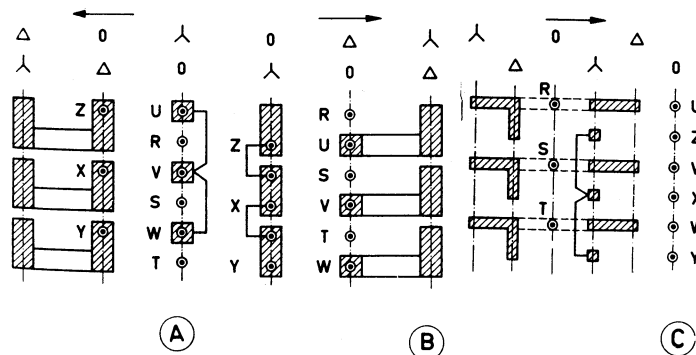 △ 0 ⅄ 0 △ ⅄ ⅄ 0 △
⅄ △ 0 ⅄ 0 △ △ ⅄ 0
R
Z U R U
R U Z
Z S
X V S V
S X V X
T
Y W T W
T Y W Y
A B C